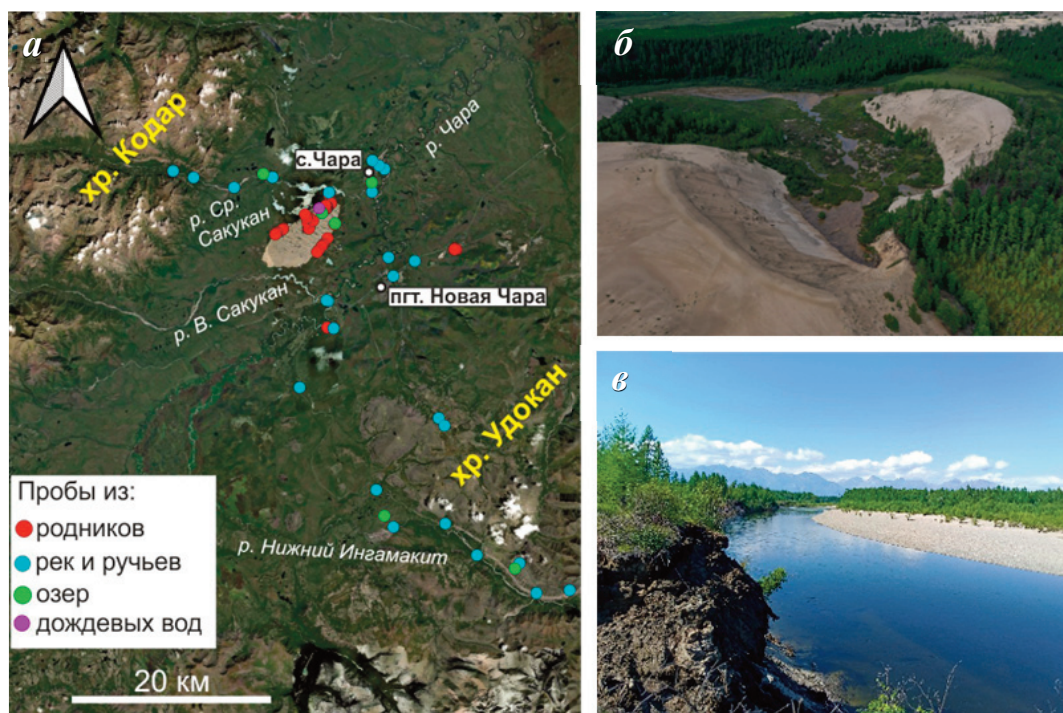 а
хр. Кодар
р. Чара
с.Чара
р. Ср.
Сакукан
р. В. Сакукан
пгт. Новая Чара
хр. Удокан
Пробы из:
родников
рек и ручьев
озер
дождевых вод
р. Нижний Ингамакит
20 км
б
в